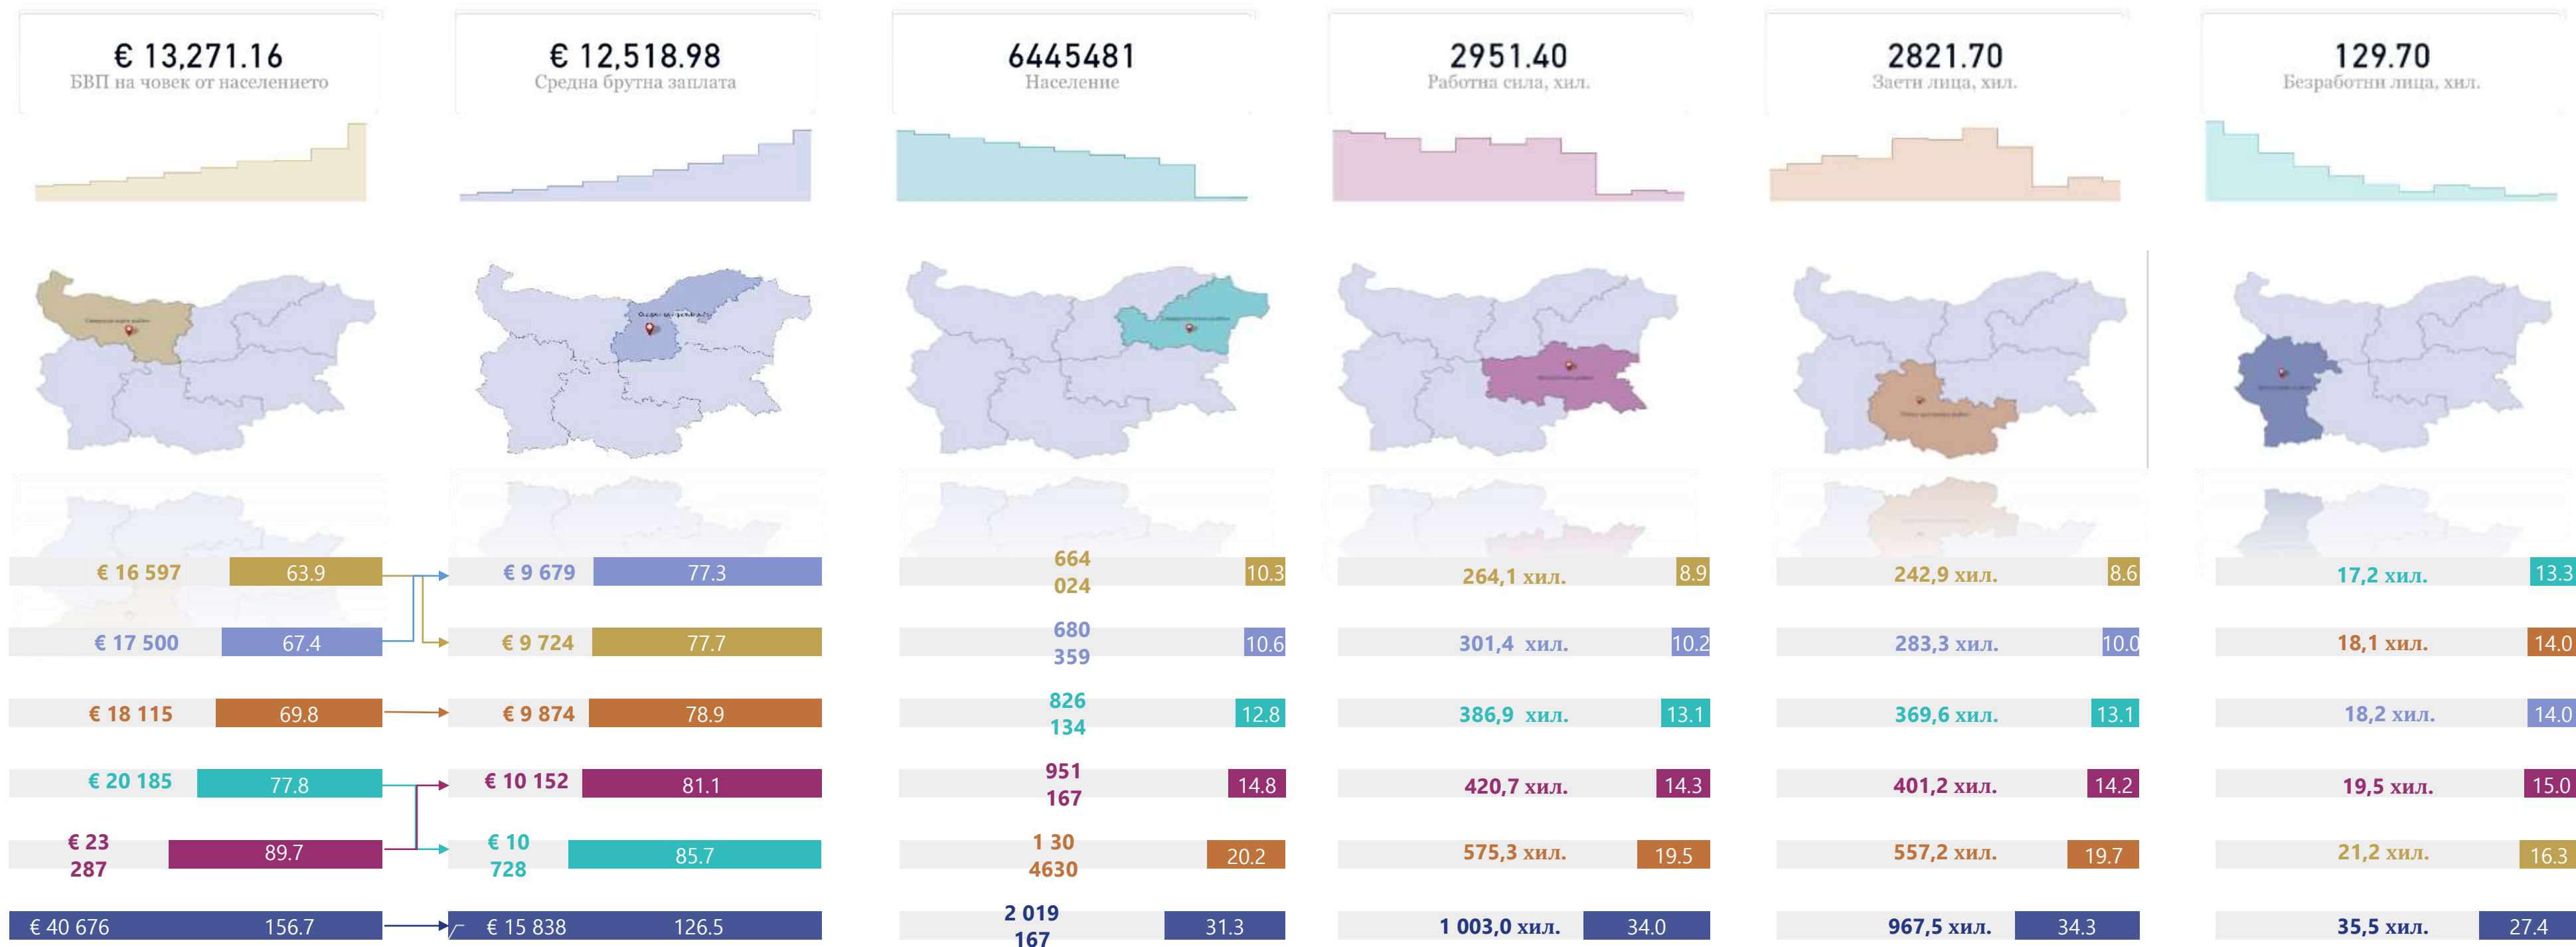 € 13,271.16
БВП на човек от населението
€ 12,518.98
Средна брутна заплата
6445481
Население
2951.40
Работна сила, хил.
2821.70
Заети лица, хил.
129.70
Безработни лица, хил.
€ 16 597
63.9
€ 9 679
77.3
664
024
10.3
264,1 хил.
8.9
242,9 хил.
8.6
17,2 хил.
13.3
€ 17 500
67.4
€ 9 724
77.7
680
359
10.6
301,4 хил.
10.2
283,3 хил.
10.0
18,1 хил.
14.0
€ 18 115
69.8
€ 9 874
78.9
826
134
12.8
386,9 хил.
13.1
369,6 хил.
13.1
18,2 хил.
14.0
€ 20 185
77.8
€ 10 152
81.1
951
167
14.8
420,7 хил.
14.3
401,2 хил.
14.2
19,5 хил.
15.0
€ 23
287
89.7
€ 10
728
85.7
1 30
4630
20.2
575,3 хил.
19.5
557,2 хил.
19.7
21,2 хил.
16.3
€ 40 676
156.7
€ 15 838
126.5
2 019
167
31.3
1 003,0 хил.
34.0
967,5 хил.
34.3
35,5 хил.
27.4